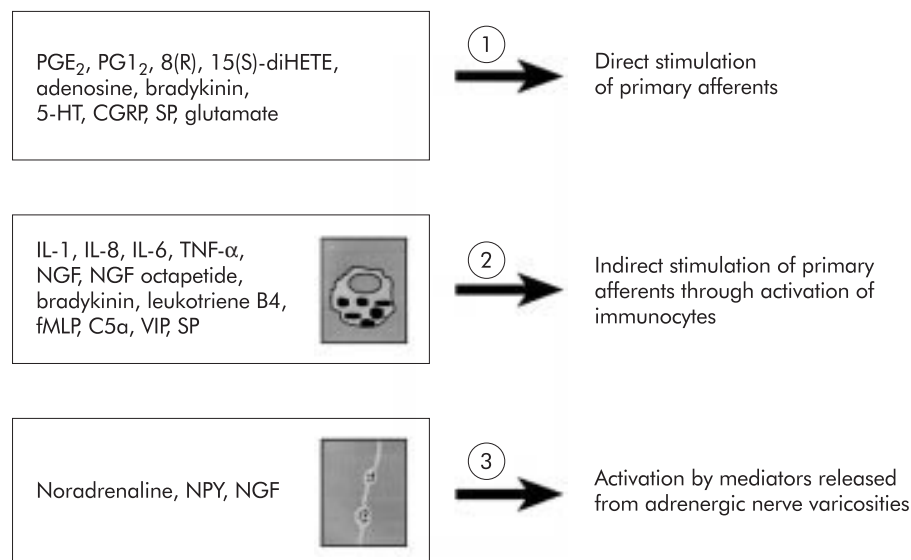 PGE₂, PG1₂, 8(R), 15(S)-diHETE,
adenosine, bradykinin,
5-HT, CGRP, SP, glutamate
1
Direct stimulation
of primary afferents
IL-1, IL-8, IL-6, TNF-α,
NGF, NGF octapetide,
bradykinin, leukotriene B4,
fMLP, C5a, VIP, SP
2
Indirect stimulation of primary
afferents through activation of
immunocytes
Noradrenaline, NPY, NGF
3
Activation by mediators released
from adrenergic nerve varicosities